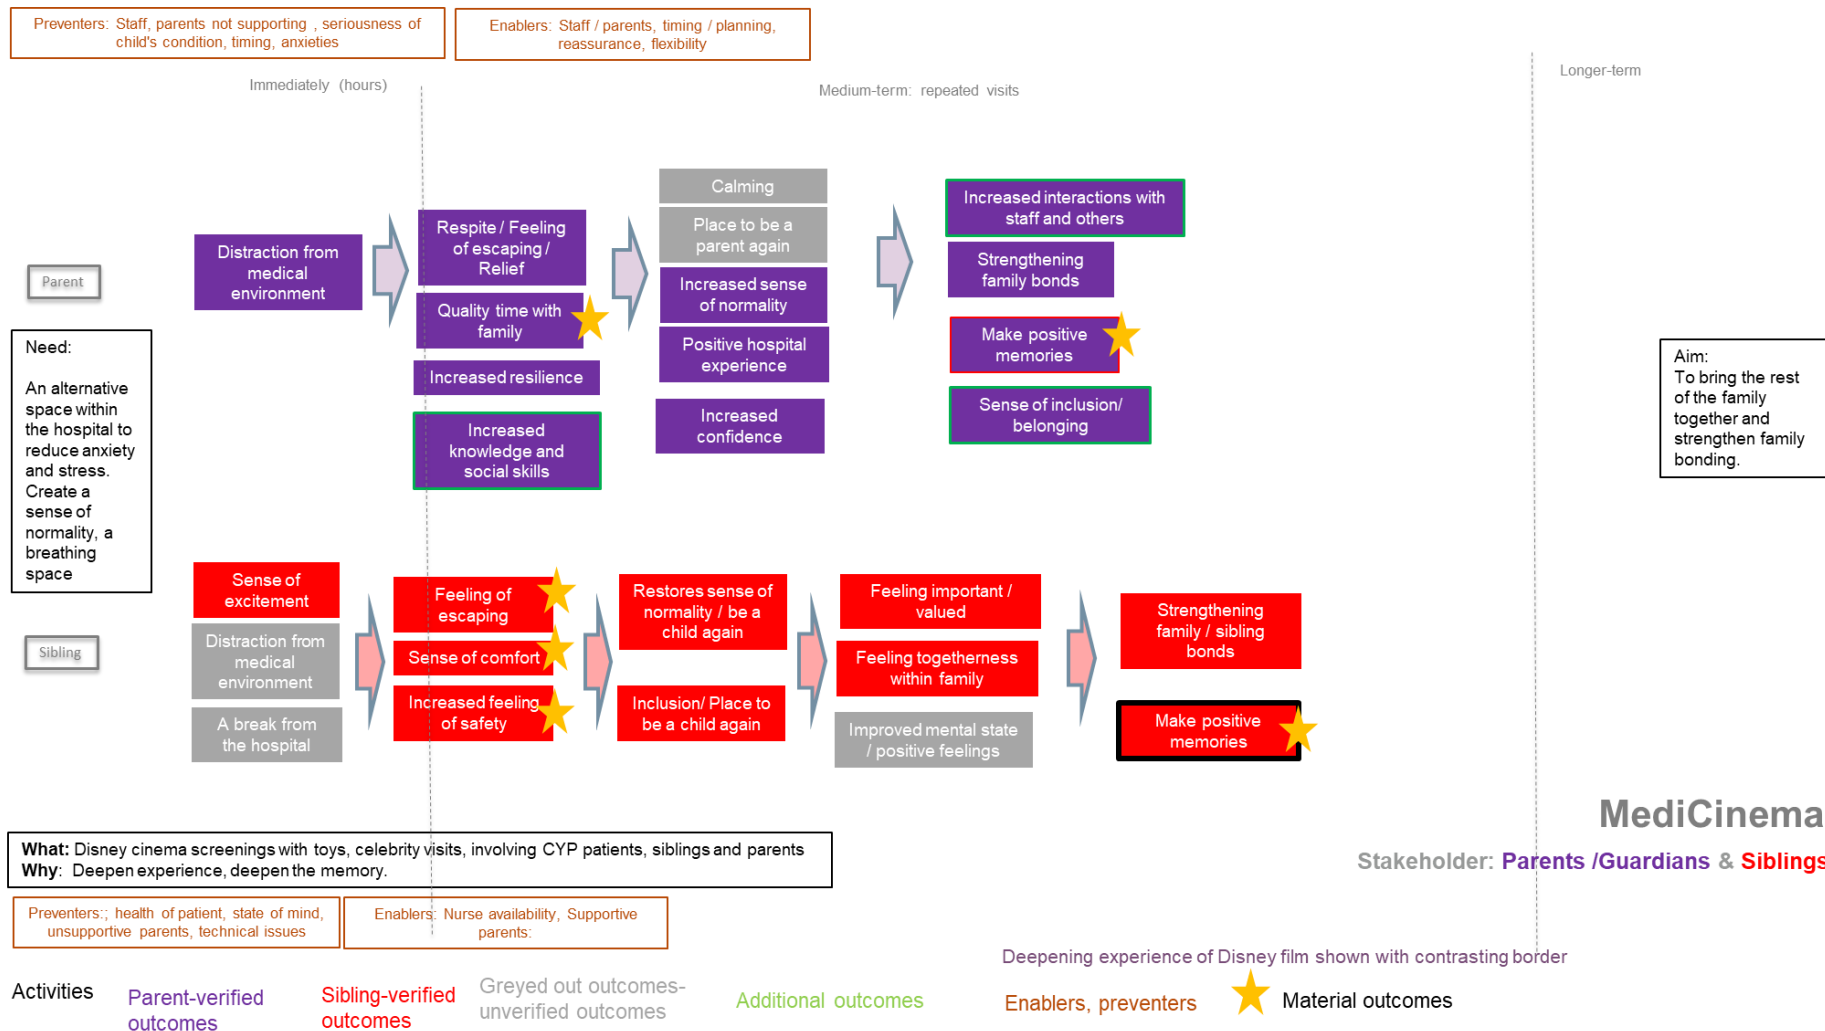 Preventers: Staff, parents not supporting , seriousness of
child's condition, timing, anxieties
Enablers: Staff / parents, timing / planning,
reassurance, flexibility
Immediately (hours)
Medium-term: repeated visits
Longer-term
Parent
Distraction from
medical
environment
Respite / Feeling
of escaping /
Relief
Quality time with
family
Increased resilience
Increased
knowledge and
social skills
Calming
Place to be a
parent again
Increased sense
of normality
Positive hospital
experience
Increased
confidence
Increased interactions with
staff and others
Strengthening
family bonds
Make positive
memories
Sense of inclusion/
belonging
Need:
An alternative
space within
the hospital to
reduce anxiety
and stress.
Create a
sense of
normality, a
breathing
space
Aim:
To bring the rest
of the family
together and
strengthen family
bonding.
Sibling
Sense of
excitement
Distraction from
medical
environment
A break from
the hospital
Feeling of
escaping
Sense of comfort
Increased feeling
of safety
Restores sense of
normality / be a
child again
Inclusion/ Place to
be a child again
Feeling important /
valued
Feeling togetherness
within family
Improved mental state
/ positive feelings
Strengthening
family / sibling
bonds
Make positive
memories
MediCinema
Stakeholder: Parents /Guardians & Siblings
What: Disney cinema screenings with toys, celebrity visits, involving CYP patients, siblings and parents
Why: Deepen experience, deepen the memory.
Preventers:; health of patient, state of mind,
unsupportive parents, technical issues
Enablers: Nurse availability, Supportive
parents:
Deepening experience of Disney film shown with contrasting border
Activities
Parent-verified
outcomes
Sibling-verified
outcomes
Greyed out outcomes-
unverified outcomes
Additional outcomes
Enablers, preventers
Material outcomes